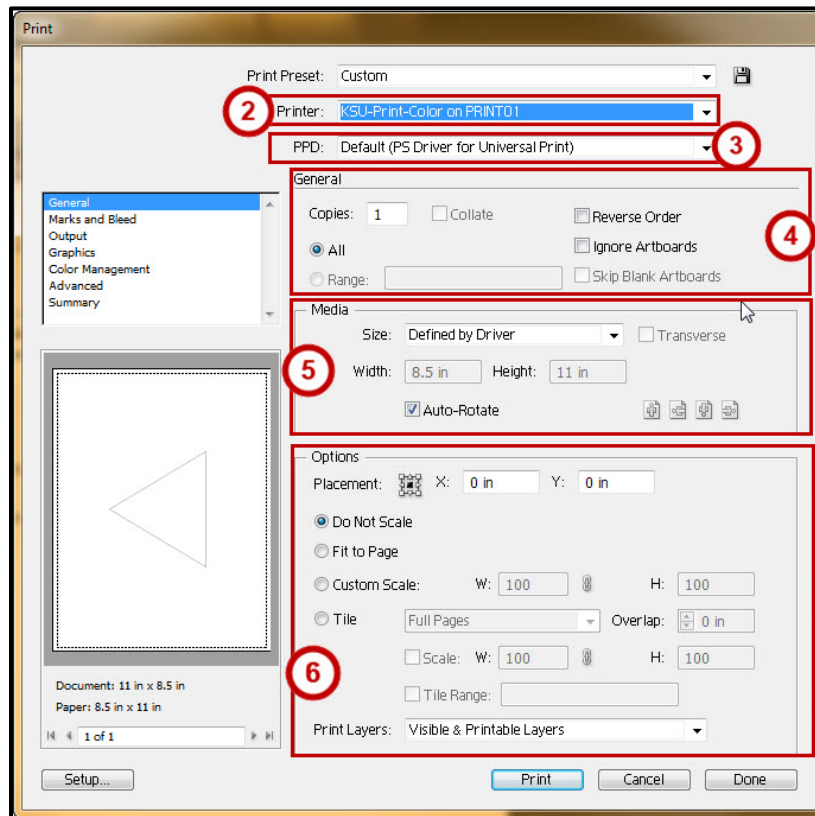 Print
Print Preset: Custom
2 Printer: KSU-Print-Color on PRINT01
PPD: Default (PS Driver for Universal Print) 3
General
Marks and Bleed
Output
Graphics
Color Management
Advanced
Summary
General
Copies: 1 Collate Reverse Order
All Ignore Artboards 4
Range: Skip Blank Artboards
Media
Size: Defined by Driver Transverse
5 Width: 8.5 in Height: 11 in
Auto-Rotate
Options
Placement: X: 0 in Y: 0 in
Do Not Scale
Fit to Page
Custom Scale: W: 100 H: 100
Tile Full Pages Overlap: 0 in
6 Scale: W: 100 H: 100
Tile Range:
Print Layers: Visible & Printable Layers
Document: 11 in x 8.5 in
Paper: 8.5 in x 11 in
1 of 1
Setup... Print Cancel Done